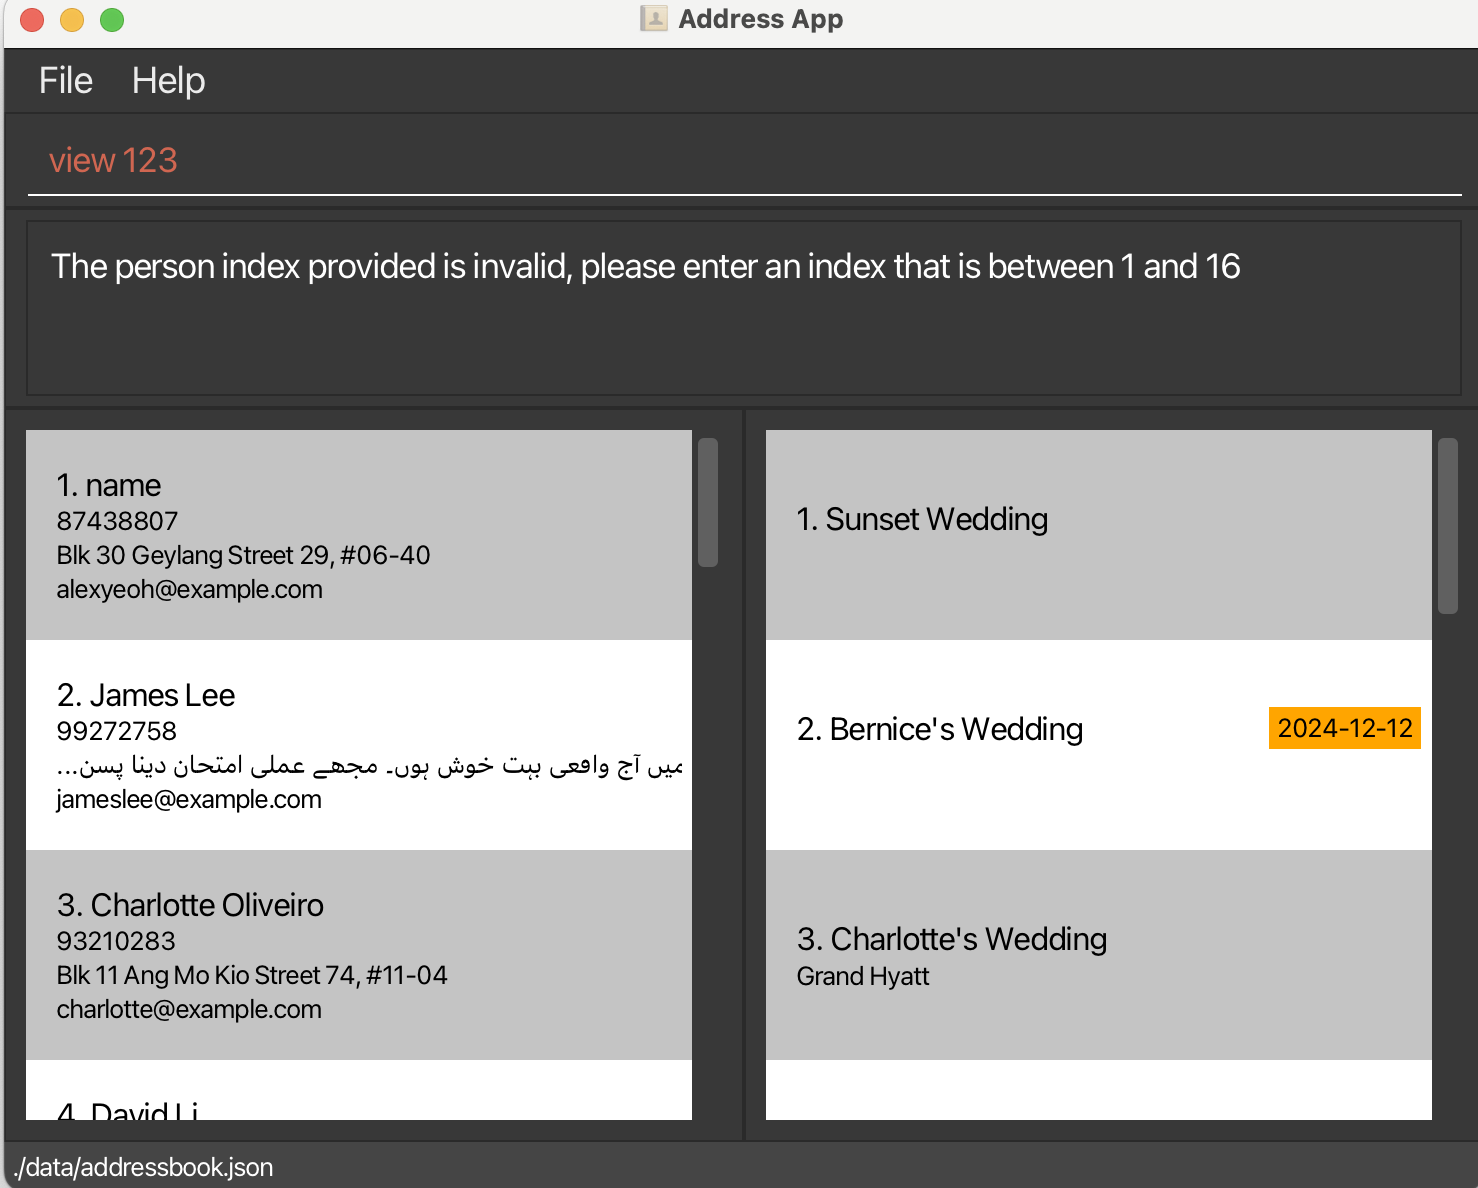 Address App
File Help
view 123
The person index provided is invalid, please enter an index that is between 1 and 16
1. name
87438807
Blk 30 Geylang Street 29, #06-40
alexyeoh@example.com
2. James Lee
99272758
میں آج واقعی بہت خوش ہوں۔ مجھے عملی امتحان دینا پسن...
jameslee@example.com
3. Charlotte Oliveiro
93210283
Blk 11 Ang Mo Kio Street 74, #11-04
charlotte@example.com
4. David Li
1. Sunset Wedding
2. Bernice's Wedding
2024-12-12
3. Charlotte's Wedding
Grand Hyatt
./data/addressbook.json